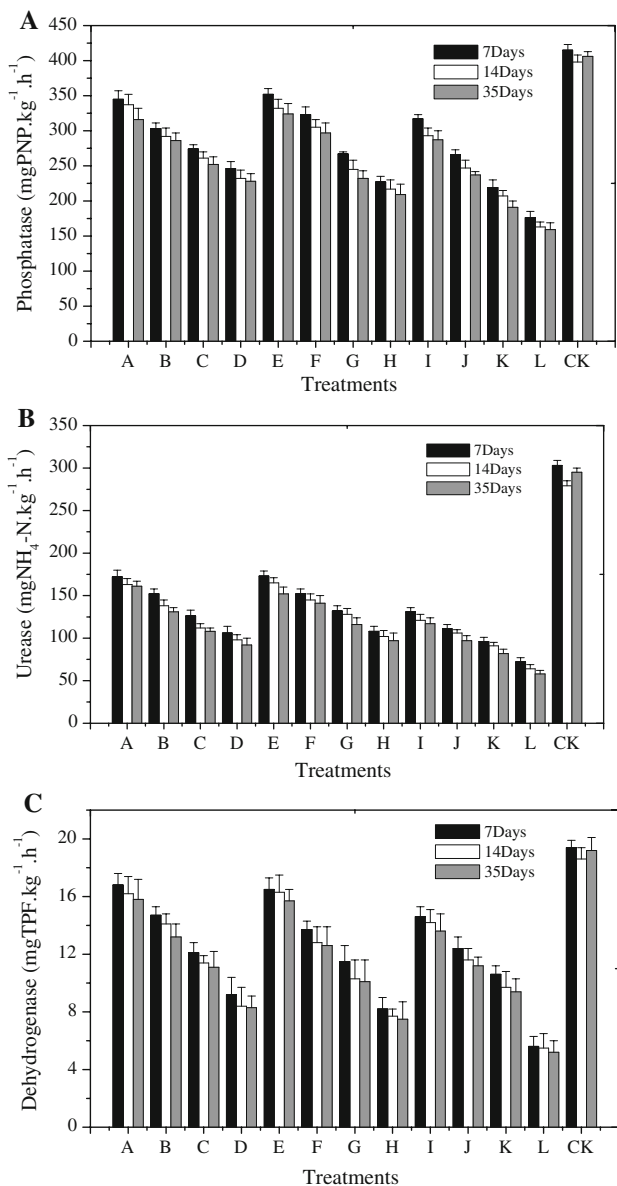 A
Phosphatase (mgPNP.kg⁻¹.h⁻¹)
450
400
350
300
250
200
150
100
50
0
7Days
14Days
35Days
A B C D E F G H I J K L CK
Treatments
B
Urease (mgNH₄-N.kg⁻¹.h⁻¹)
350
300
250
200
150
100
50
0
7Days
14Days
35Days
A B C D E F G H I J K L CK
Treatments
C
Dehydrogenase (mgTPF.kg⁻¹.h⁻¹)
20
16
12
8
4
0
7Days
14Days
35Days
A B C D E F G H I J K L CK
Treatments